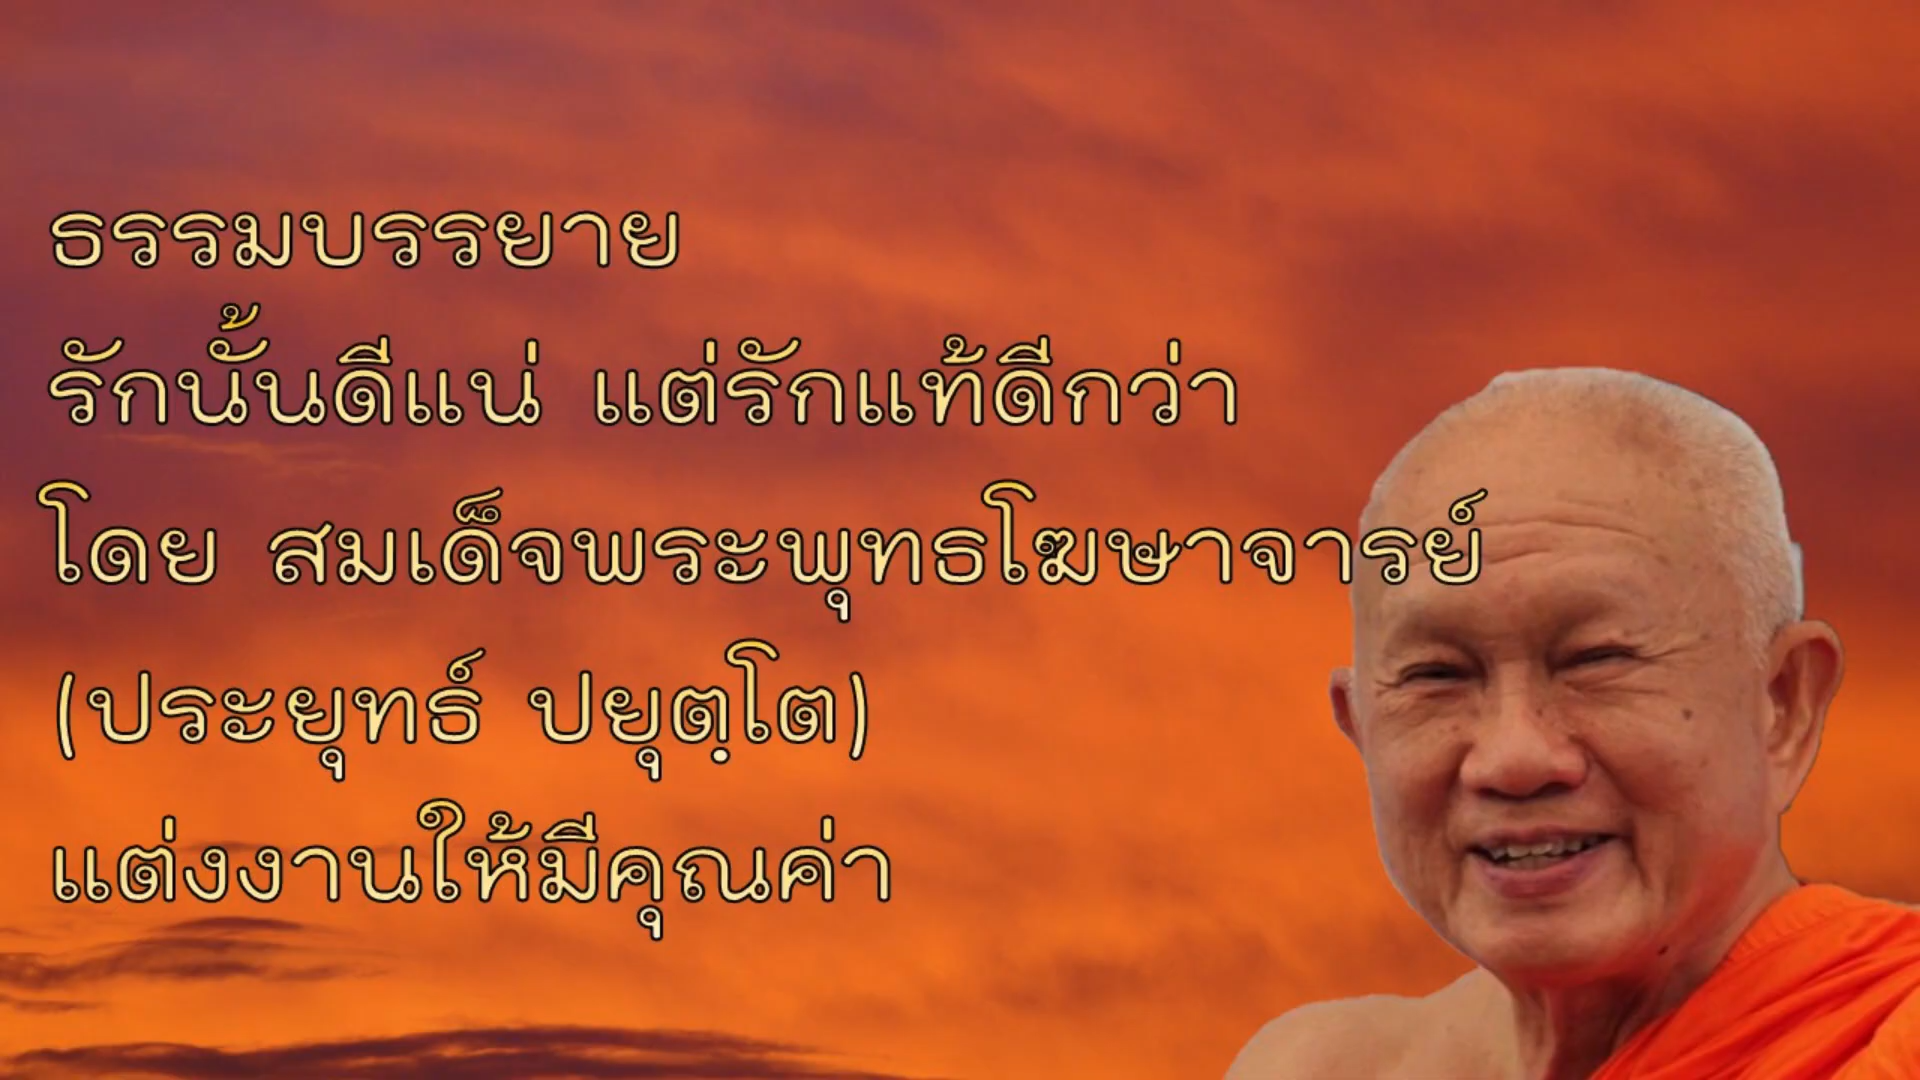 ธรรมบรรยาย
รักนั้นดีแน่ แต่รักแท้ดีกว่า
โดย สมเด็จพระพุทธโฆษาจารย์
(ประยุทธ์ ปยุตฺโต)
แต่งงานให้มีคุณค่า